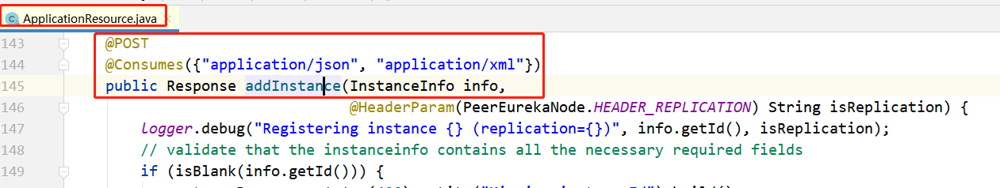 ApplicationResource.java
143 @POST
144 @Consumes({"application/json", "application/xml"})
145 public Response addInstance(InstanceInfo info,
146 @HeaderParam(PeerEurekaNode.HEADER_REPLICATION) String isReplication) {
147 logger.debug("Registering instance {} (replication={})", info.getId(), isReplication);
148 // validate that the instanceinfo contains all the necessary required fields
149 if (isBlank(info.getId())) {